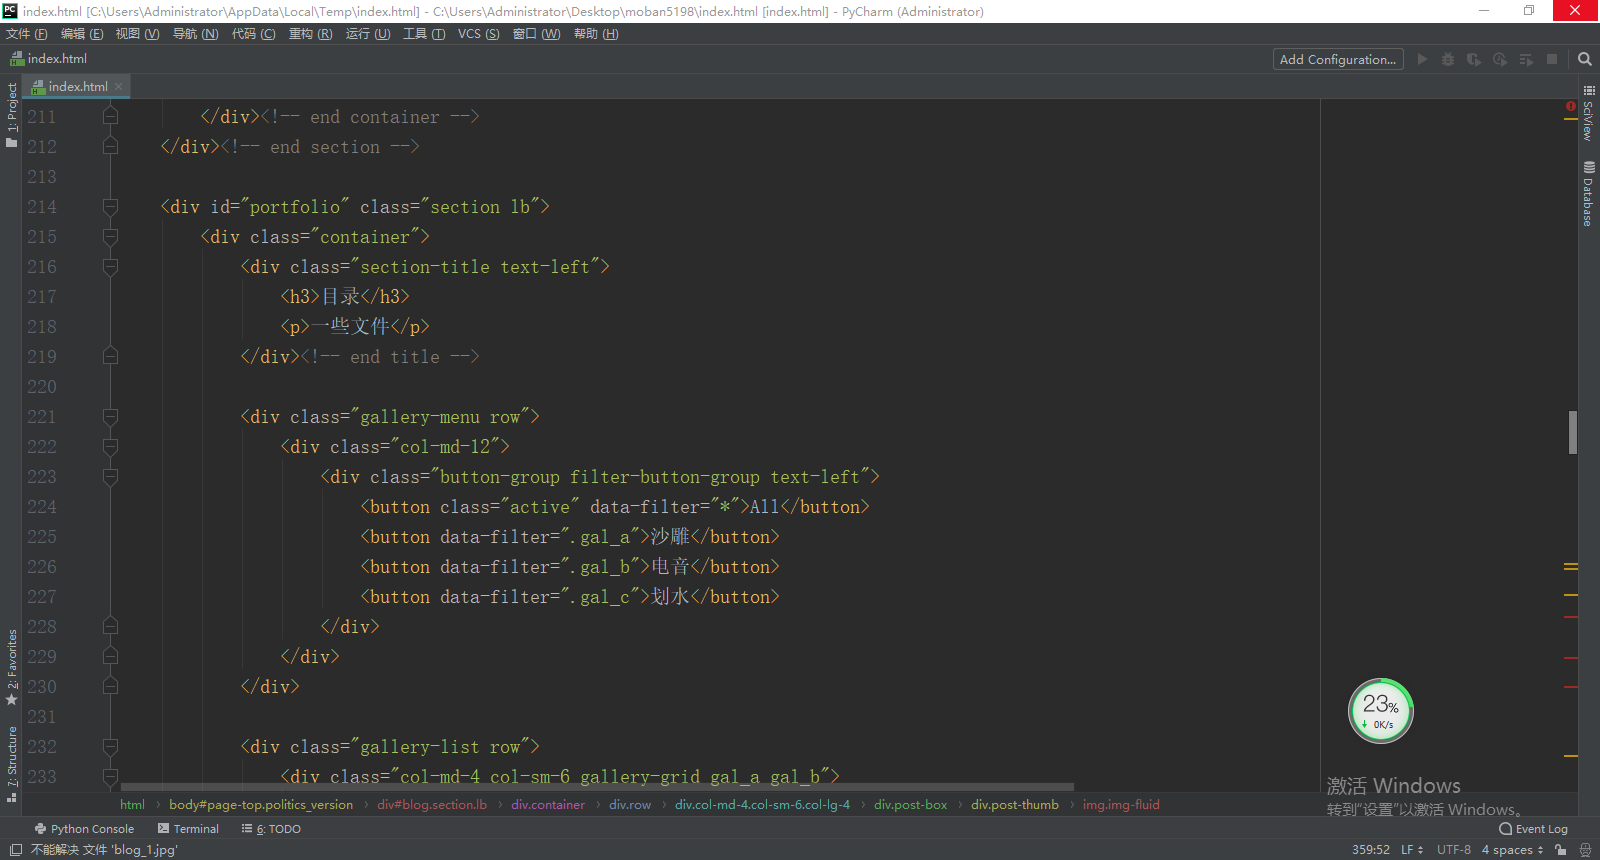 index.html [C:\Users\Administrator\AppData\Local\Temp\index.html] - C:\Users\Administrator\Desktop\moban5198\index.html [index.html] - PyCharm (Administrator)
文件 (F) 编辑 (E) 视图 (V) 导航 (N) 代码 (C) 重构 (R) 运行 (U) 工具 (T) VCS (S) 窗口 (W) 帮助 (H)
index.html Add Configuration...
index.html
211 </div><!-- end container -->
212 </div><!-- end section -->
213
214 <div id="portfolio" class="section lb">
215 <div class="container">
216 <div class="section-title text-left">
217 <h3>目录</h3>
218 <p>一些文件</p>
219 </div><!-- end title -->
220
221 <div class="gallery-menu row">
222 <div class="col-md-12">
223 <div class="button-group filter-button-group text-left">
224 <button class="active" data-filter="*">All</button>
225 <button data-filter=".gal_a">沙雕</button>
226 <button data-filter=".gal_b">电音</button>
227 <button data-filter=".gal_c">划水</button>
228 </div>
229 </div>
230 </div>
231
232 <div class="gallery-list row">
233 <div class="col-md-4 col-sm-6 gallery-grid gal_a gal_b">
1: Project
2: Favorites
7: Structure
SciView
Database
23%
0K/s
激活 Windows
转到"设置"以激活 Windows。
html body#page-top.politics_version div#blog.section.lb div.container div.row div.col-md-4.col-sm-6.col-lg-4 div.post-box div.post-thumb img.img-fluid
Python Console Terminal 6: TODO Event Log
不能解决 文件 'blog_1.jpg' 359:52 LF UTF-8 4 spaces